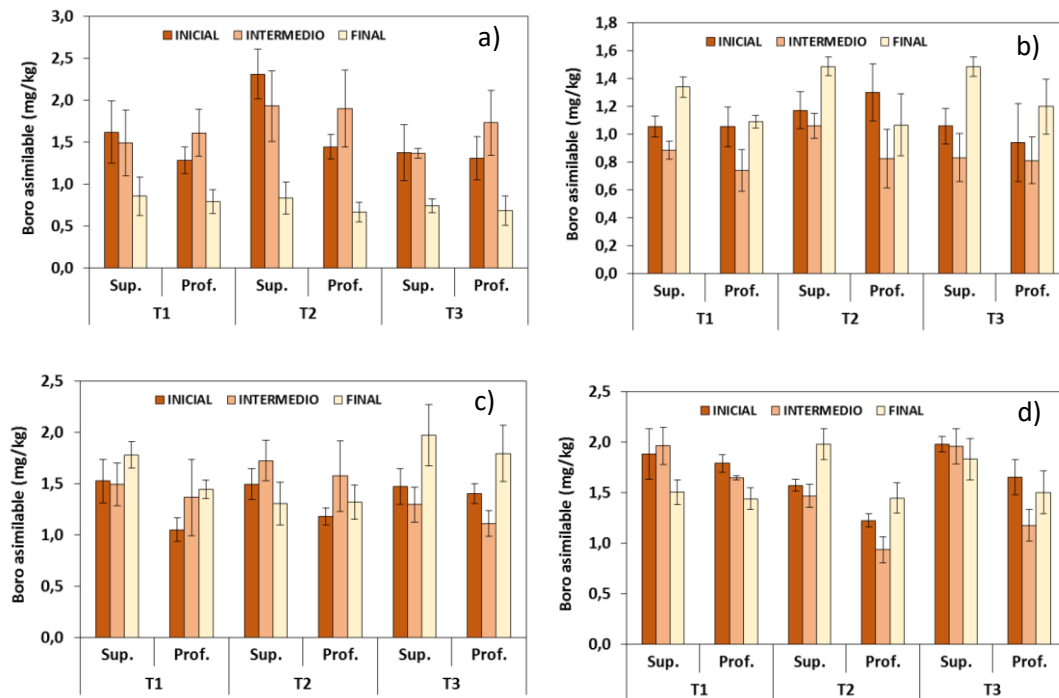 a)
INICIAL INTERMEDIO FINAL
Boro asimilable (mg/kg)
3,0
2,5
2,0
1,5
1,0
0,5
0,0
Sup. Prof. Sup. Prof. Sup. Prof.
T1 T2 T3
b)
INICIAL INTERMEDIO FINAL
Boro asimilable (mg/kg)
1,8
1,6
1,4
1,2
1,0
0,8
0,6
0,4
0,2
0,0
Sup. Prof. Sup. Prof. Sup. Prof.
T1 T2 T3
c)
INICIAL INTERMEDIO FINAL
Boro asimilable (mg/kg)
2,5
2,0
1,5
1,0
0,5
0,0
Sup. Prof. Sup. Prof. Sup. Prof.
T1 T2 T3
d)
INICIAL INTERMEDIO FINAL
Boro asimilable (mg/kg)
2,5
2,0
1,5
1,0
0,5
0,0
Sup. Prof. Sup. Prof. Sup. Prof.
T1 T2 T3